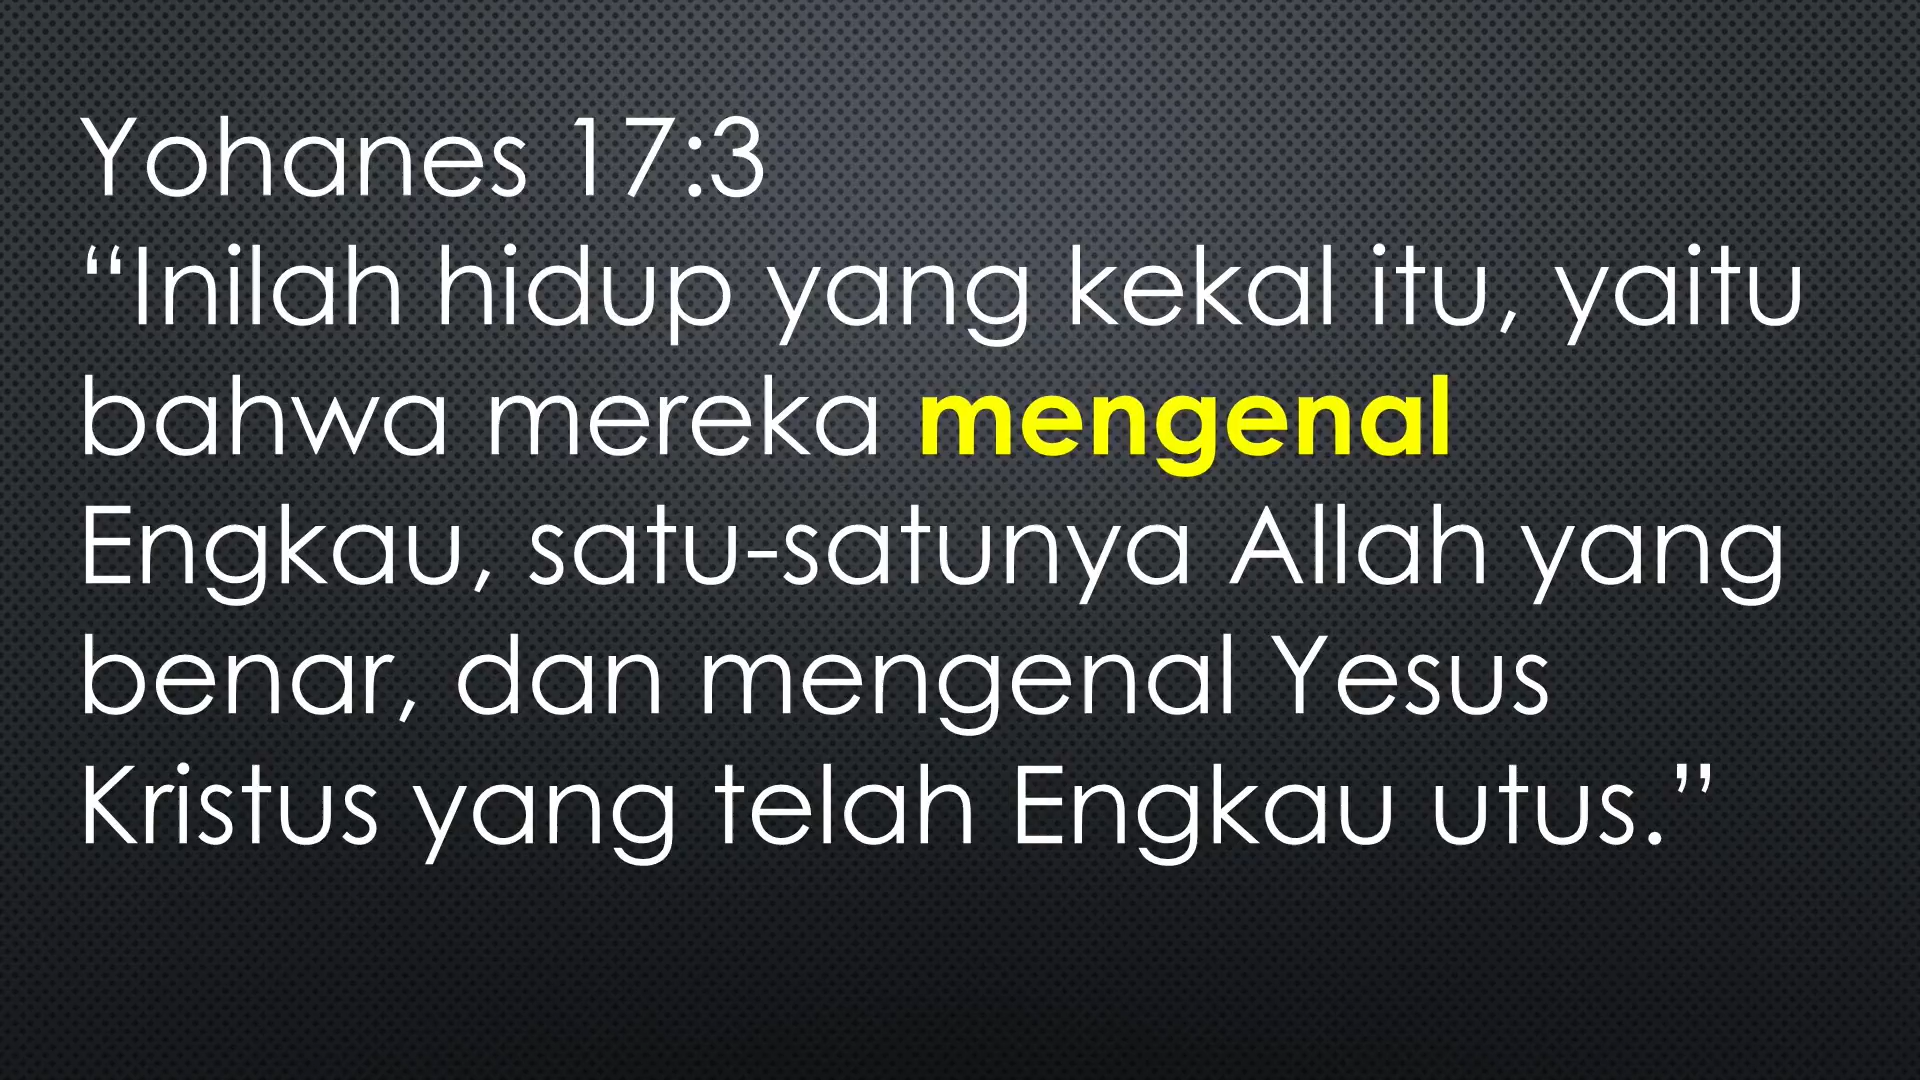 Yohanes 17:3
“Inilah hidup yang kekal itu, yaitu
bahwa mereka mengenal
Engkau, satu-satunya Allah yang
benar, dan mengenal Yesus
Kristus yang telah Engkau utus.”